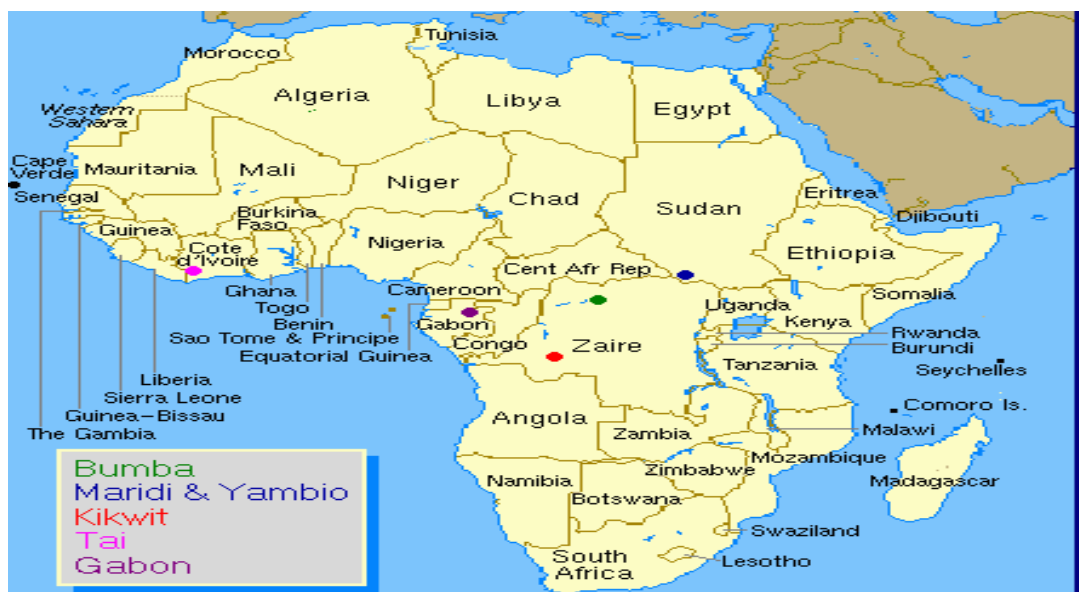 Tunisia
Morocco
Algeria
Libya
Egypt
Western
Sahara
Cape
Verde
Mauritania
Mali
Niger
Chad
Sudan
Eritrea
Senegal
Djibouti
Burkina
Faso
Guinea
Nigeria
Cote
d'Ivoire
Ethiopia
Cent Afr Rep
Ghana
Cameroon
Somalia
Togo
Uganda
Benin
Gabon
Kenya
Sao Tome & Principe
Rwanda
Congo
Zaire
Burundi
Equatorial Guinea
Tanzania
Seychelles
Liberia
Sierra Leone
Comoro Is.
Guinea-Bissau
Angola
The Gambia
Zambia
Malawi
Mozambique
Zimbabwe
Namibia
Madagascar
Botswana
Swaziland
South
Africa
Lesotho
Bumba
Maridi & Yambio
Kikwit
Tai
Gabon